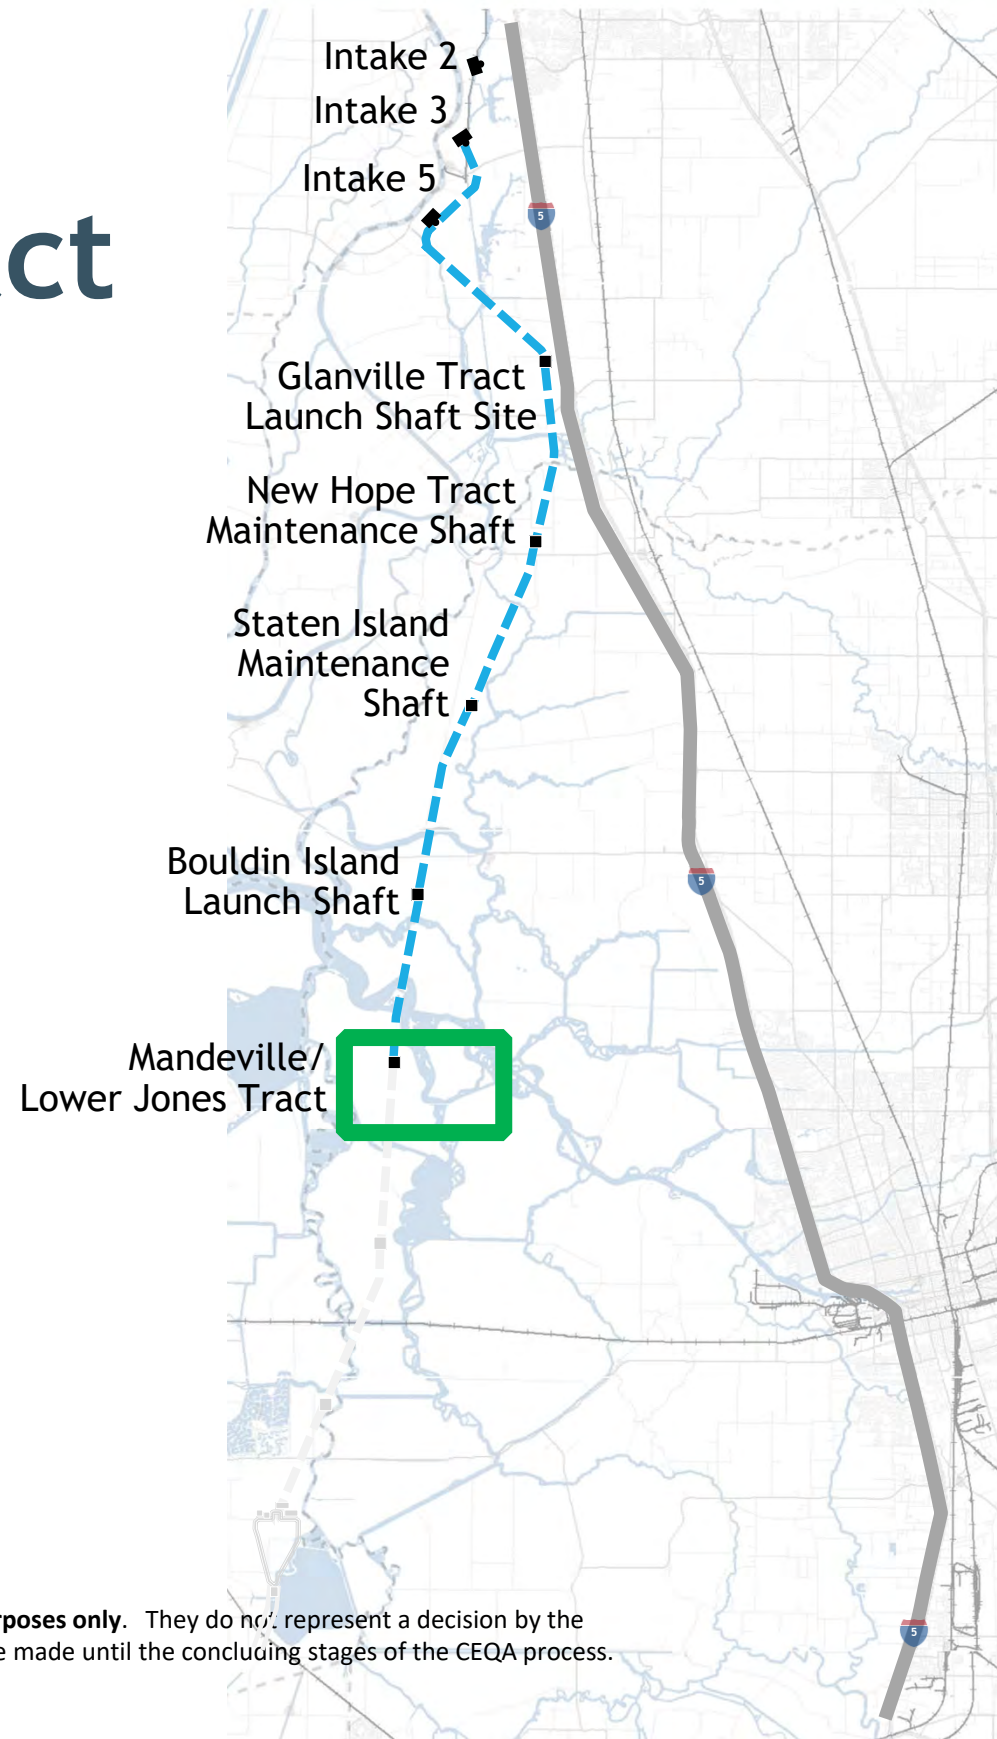 Intake 2
Intake 3
Intake 5
5
Glanville Tract
Launch Shaft Site
New Hope Tract
Maintenance Shaft
Staten Island
Maintenance
Shaft
Bouldin Island
Launch Shaft
5
Mandeville/
Lower Jones Tract
5
only. They do not represent a decision by the
made until the concluding stages of the CEQA process.